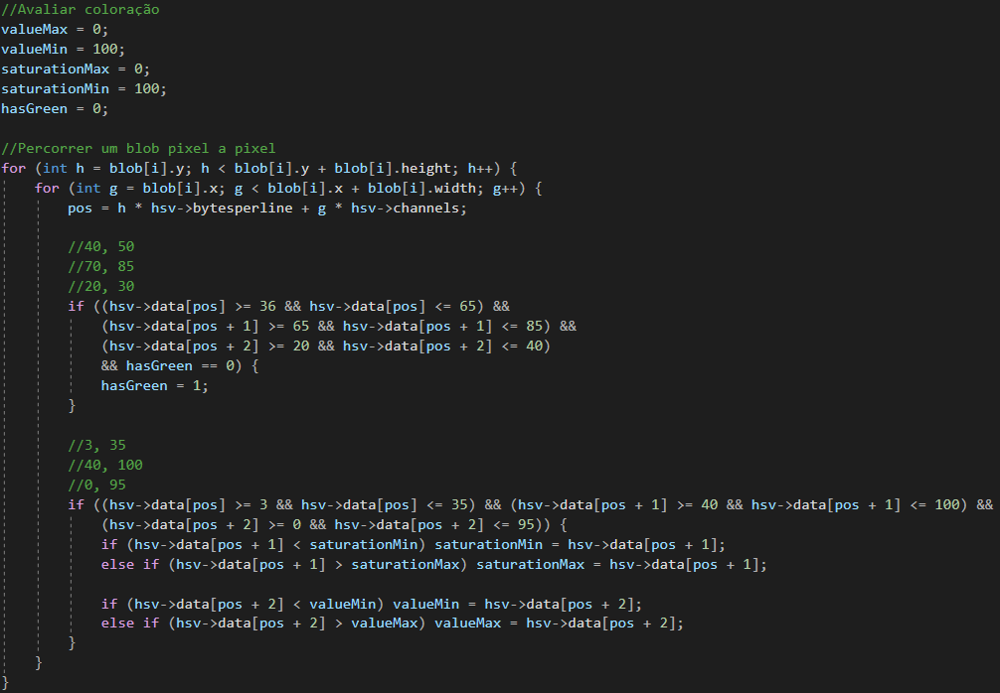 //Avaliar coloração
valueMax = 0;
valueMin = 100;
saturationMax = 0;
saturationMin = 100;
hasGreen = 0;

//Percorrer um blob pixel a pixel
for (int h = blob[i].y; h < blob[i].y + blob[i].height; h++) {
    for (int g = blob[i].x; g < blob[i].x + blob[i].width; g++) {
        pos = h * hsv->bytesperline + g * hsv->channels;

        //40, 50
        //70, 85
        //20, 30
        if ((hsv->data[pos] >= 36 && hsv->data[pos] <= 65) &&
            (hsv->data[pos + 1] >= 65 && hsv->data[pos + 1] <= 85) &&
            (hsv->data[pos + 2] >= 20 && hsv->data[pos + 2] <= 40)
            && hasGreen == 0) {
            hasGreen = 1;
        }

        //3, 35
        //40, 100
        //0, 95
        if ((hsv->data[pos] >= 3 && hsv->data[pos] <= 35) && (hsv->data[pos + 1] >= 40 && hsv->data[pos + 1] <= 100) &&
            (hsv->data[pos + 2] >= 0 && hsv->data[pos + 2] <= 95)) {
            if (hsv->data[pos + 1] < saturationMin) saturationMin = hsv->data[pos + 1];
            else if (hsv->data[pos + 1] > saturationMax) saturationMax = hsv->data[pos + 1];

            if (hsv->data[pos + 2] < valueMin) valueMin = hsv->data[pos + 2];
            else if (hsv->data[pos + 2] > valueMax) valueMax = hsv->data[pos + 2];
        }
    }
}